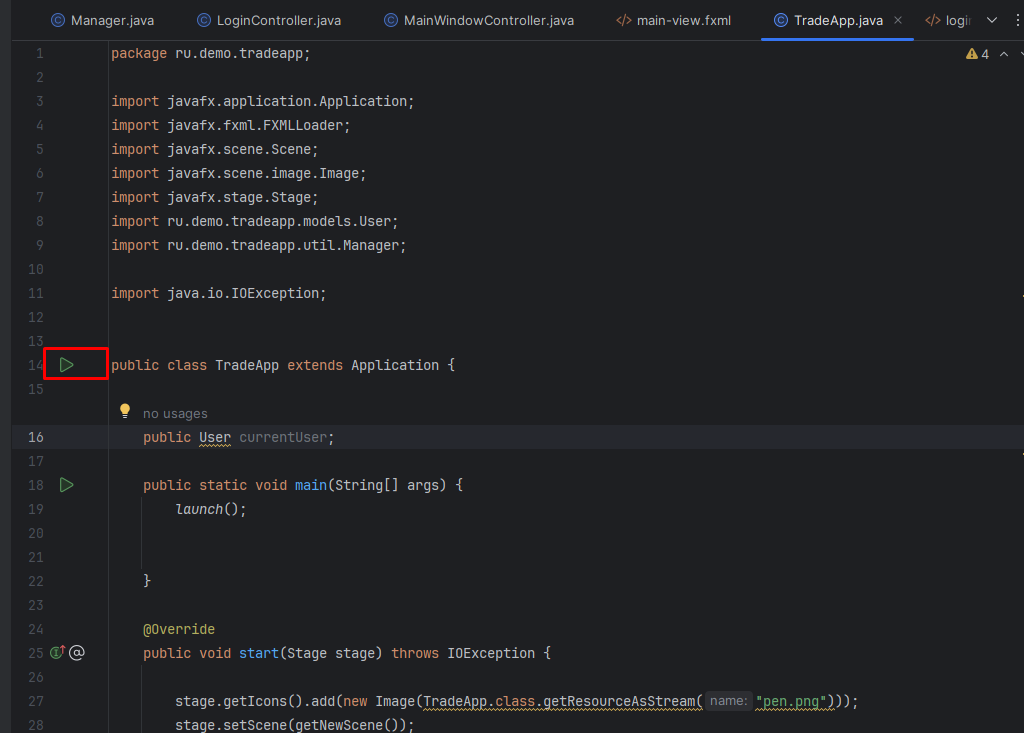 Manager.java LoginController.java MainWindowController.java main-view.fxml TradeApp.java login
4
1 package ru.demo.tradeapp;
2
3 import javafx.application.Application;
4 import javafx.fxml.FXMLLoader;
5 import javafx.scene.Scene;
6 import javafx.scene.image.Image;
7 import javafx.stage.Stage;
8 import ru.demo.tradeapp.models.User;
9 import ru.demo.tradeapp.util.Manager;
10
11 import java.io.IOException;
12
13
14 public class TradeApp extends Application {
15
no usages
16 public User currentUser;
17
18 public static void main(String[] args) {
19 launch();
20
21
22 }
23
24 @Override
25 public void start(Stage stage) throws IOException {
26
27 stage.getIcons().add(new Image(TradeApp.class.getResourceAsStream( name: "pen.png")));
28 stage.setScene(getNewScene());